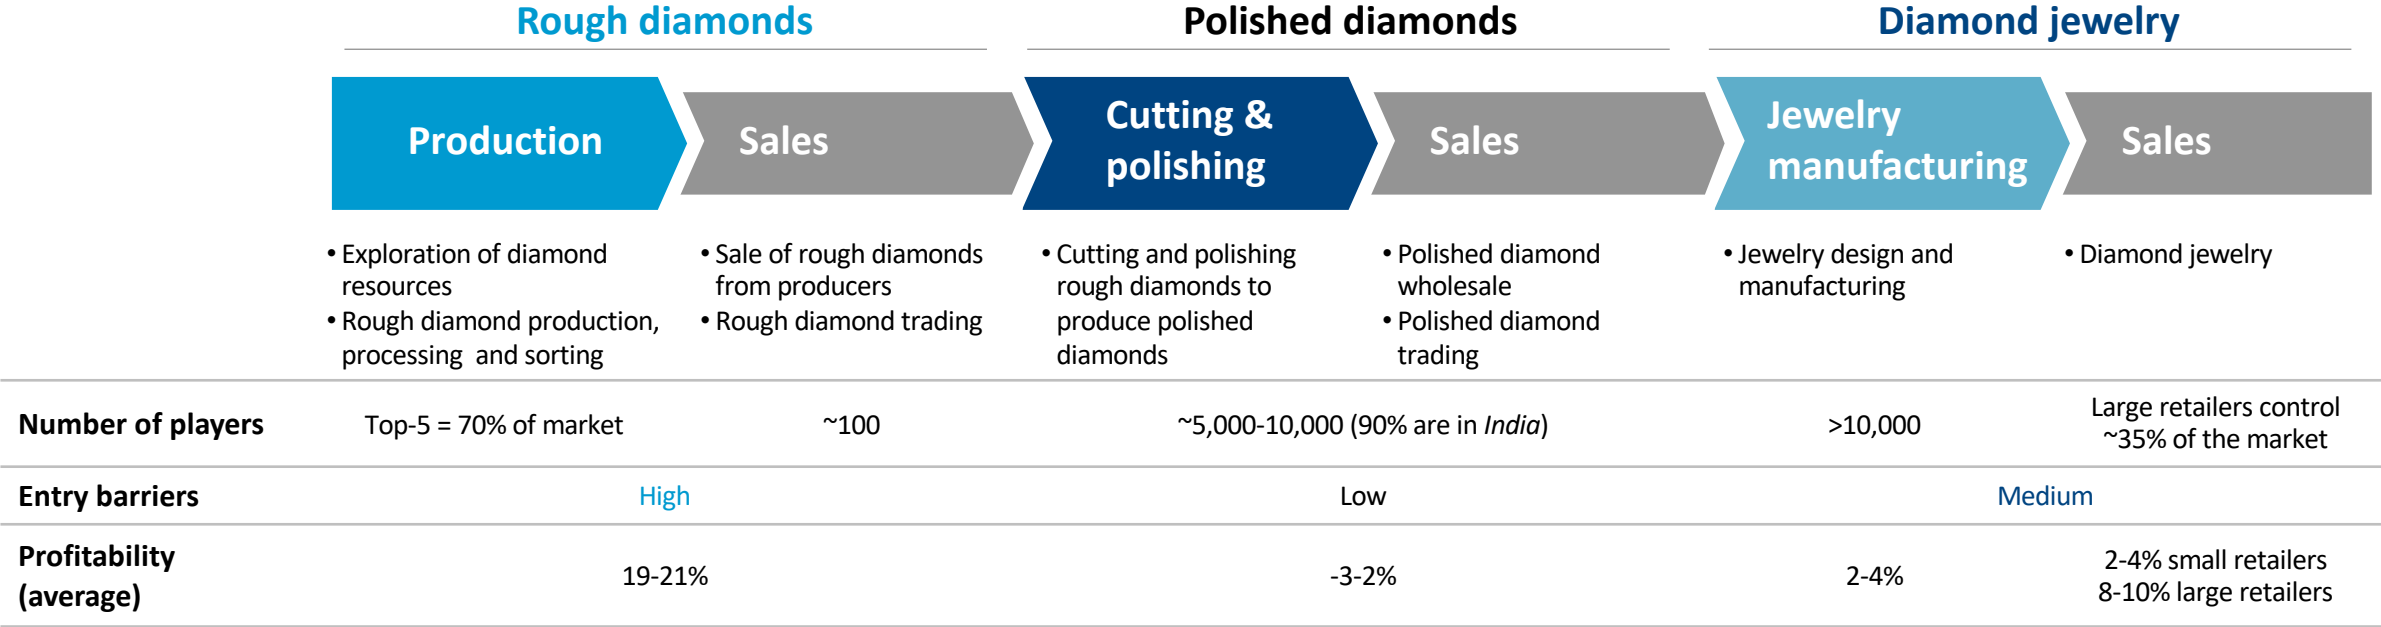 Rough diamonds
Polished diamonds
Diamond jewelry
Production
Sales
Cutting &
polishing
Sales
Jewelry
manufacturing
Sales
• Exploration of diamond
resources
• Rough diamond production,
processing and sorting
• Sale of rough diamonds
from producers
• Rough diamond trading
• Cutting and polishing
rough diamonds to
produce polished
diamonds
• Polished diamond
wholesale
• Polished diamond
trading
• Jewelry design and
manufacturing
• Diamond jewelry
Number of players
Top-5 = 70% of market
~100
~5,000-10,000 (90% are in India)
>10,000
Large retailers control
~35% of the market
Entry barriers
High
Low
Medium
Profitability
(average)
19-21%
-3-2%
2-4%
2-4% small retailers
8-10% large retailers